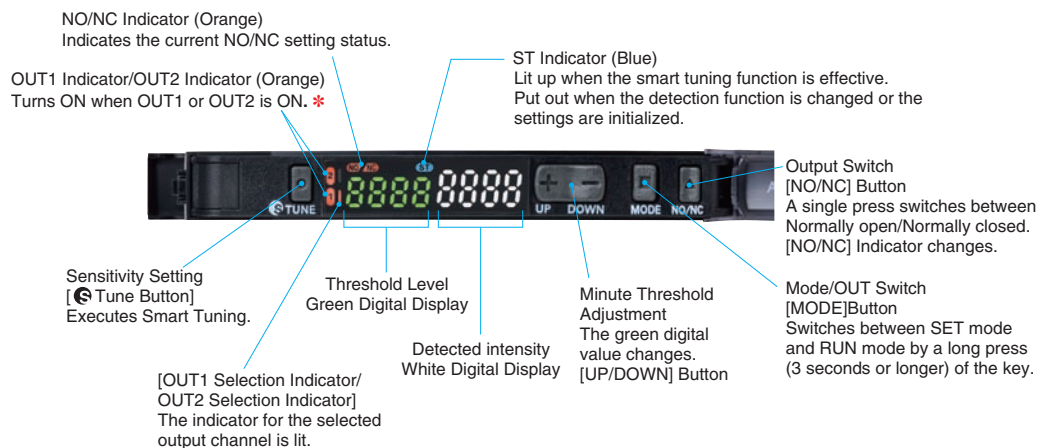 NO/NC Indicator (Orange)
Indicates the current NO/NC setting status.
OUT1 Indicator/OUT2 Indicator (Orange)
Turns ON when OUT1 or OUT2 is ON. *
ST Indicator (Blue)
Lit up when the smart tuning function is effective.
Put out when the detection function is changed or the
settings are initialized.
NO/NC
ST
8888
8888
S TUNE
+
−
UP
DOWN
MODE
NO/NC
Output Switch
[NO/NC] Button
A single press switches between
Normally open/Normally closed.
[NO/NC] Indicator changes.
Mode/OUT Switch
[MODE]Button
Switches between SET mode
and RUN mode by a long press
(3 seconds or longer) of the key.
Sensitivity Setting
[ S Tune Button]
Executes Smart Tuning.
Threshold Level
Green Digital Display
Detected intensity
White Digital Display
Minute Threshold
Adjustment
The green digital
value changes.
[UP/DOWN] Button
[OUT1 Selection Indicator/
OUT2 Selection Indicator]
The indicator for the selected
output channel is lit.